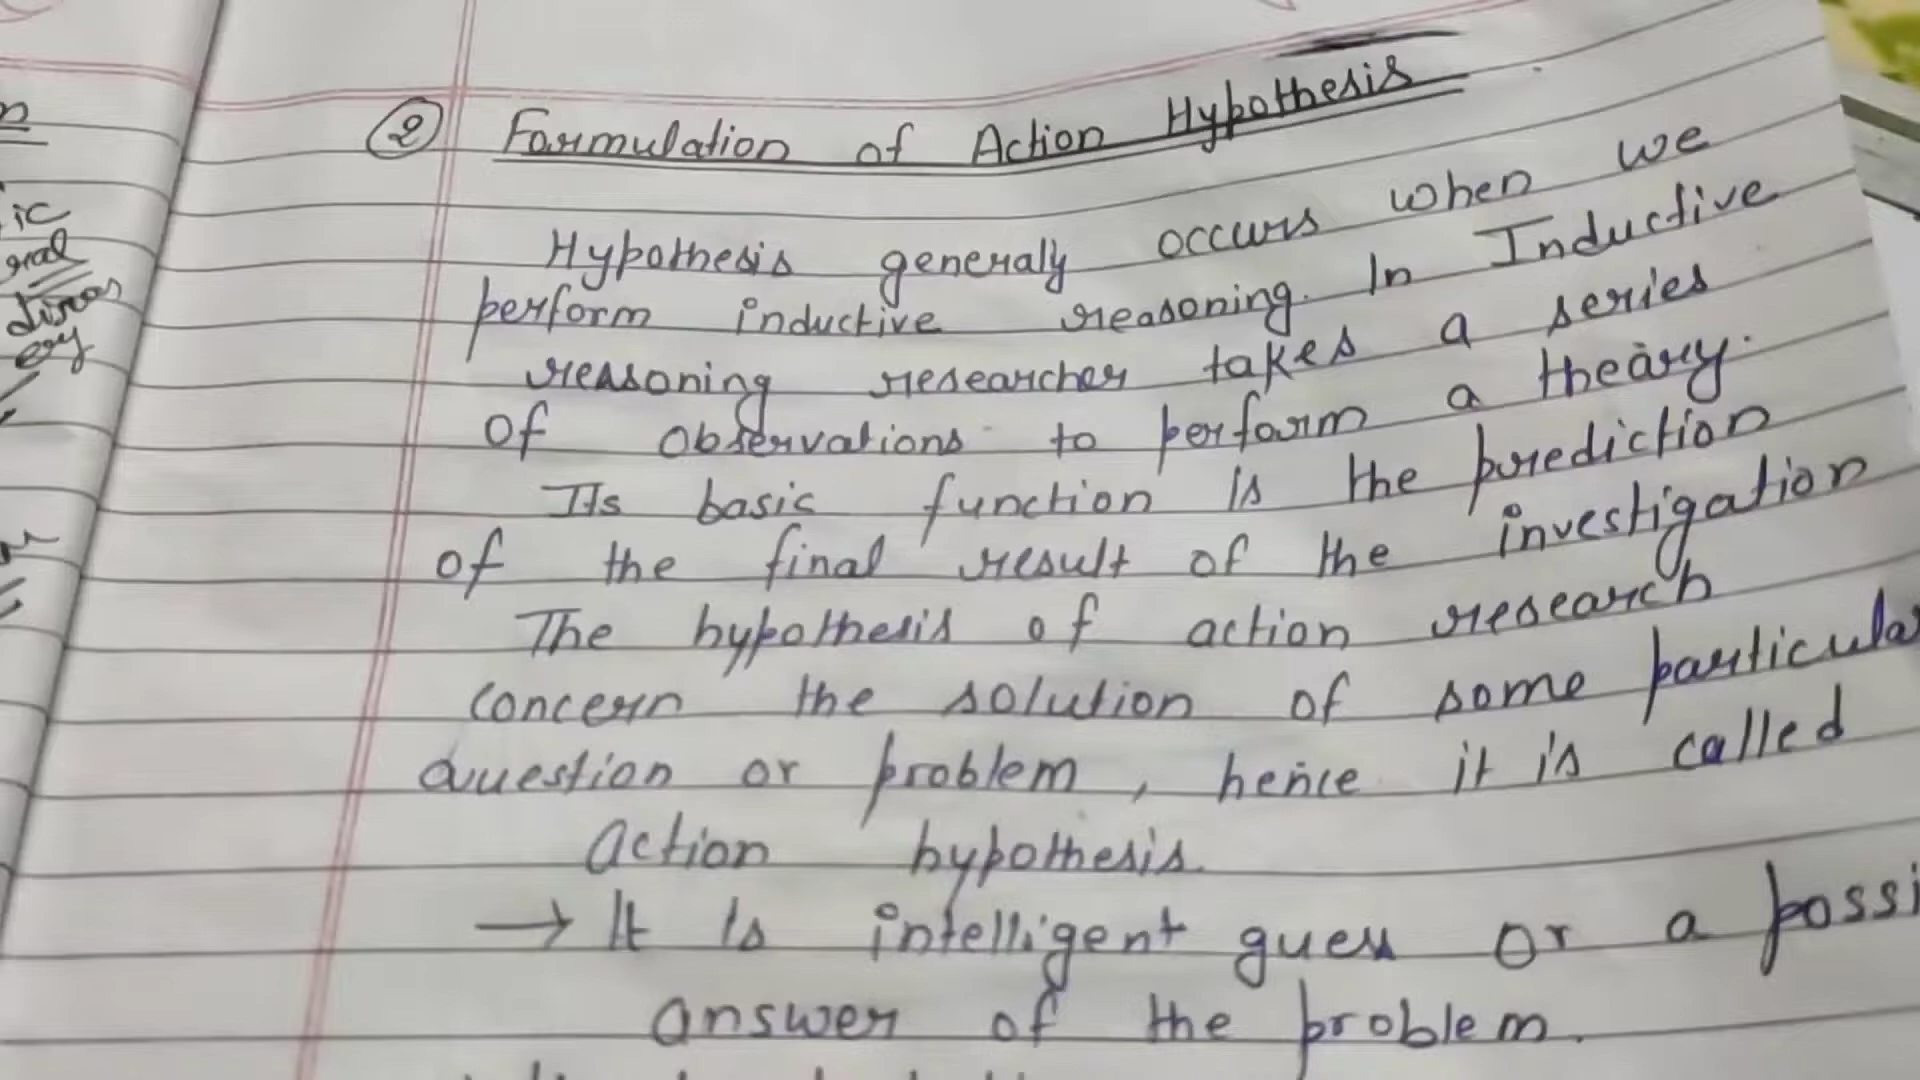 ② Formulation of Action Hypothesis
Hypothesis generaly occurs when we
perform inductive reasoning. In Inductive
reasoning researcher takes a series
of observations to perform a theory.
Its basic function is the prediction
of the final result of the investigation
The hypothesis of action research
concern the solution of some particular
question or problem, hence it is called
action hypothesis.
→ It is intelligent guess or a possi
answer of the problem.